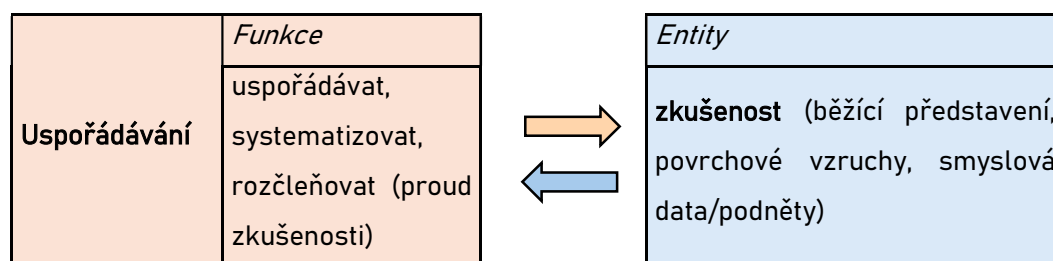 Funkce
Uspořádávání
uspořádávat,
systematizovat,
rozčleňovat (proud
zkušenosti)
Entity
zkušenost (běžící představení,
povrchové vzruchy, smyslová
data/podněty)